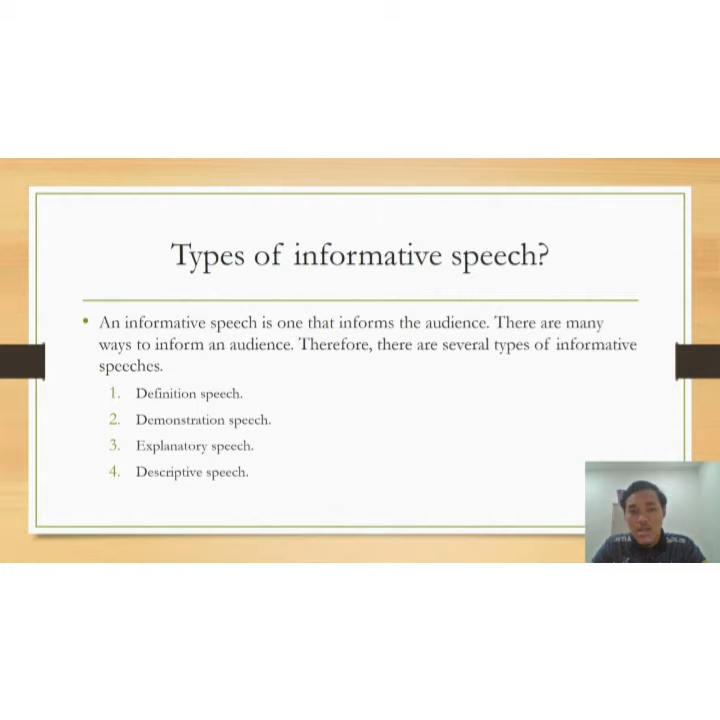 Types of informative speech?
• An informative speech is one that informs the audience. There are many
ways to inform an audience. Therefore, there are several types of informative
speeches.
1. Definition speech.
2. Demonstration speech.
3. Explanatory speech.
4. Descriptive speech.